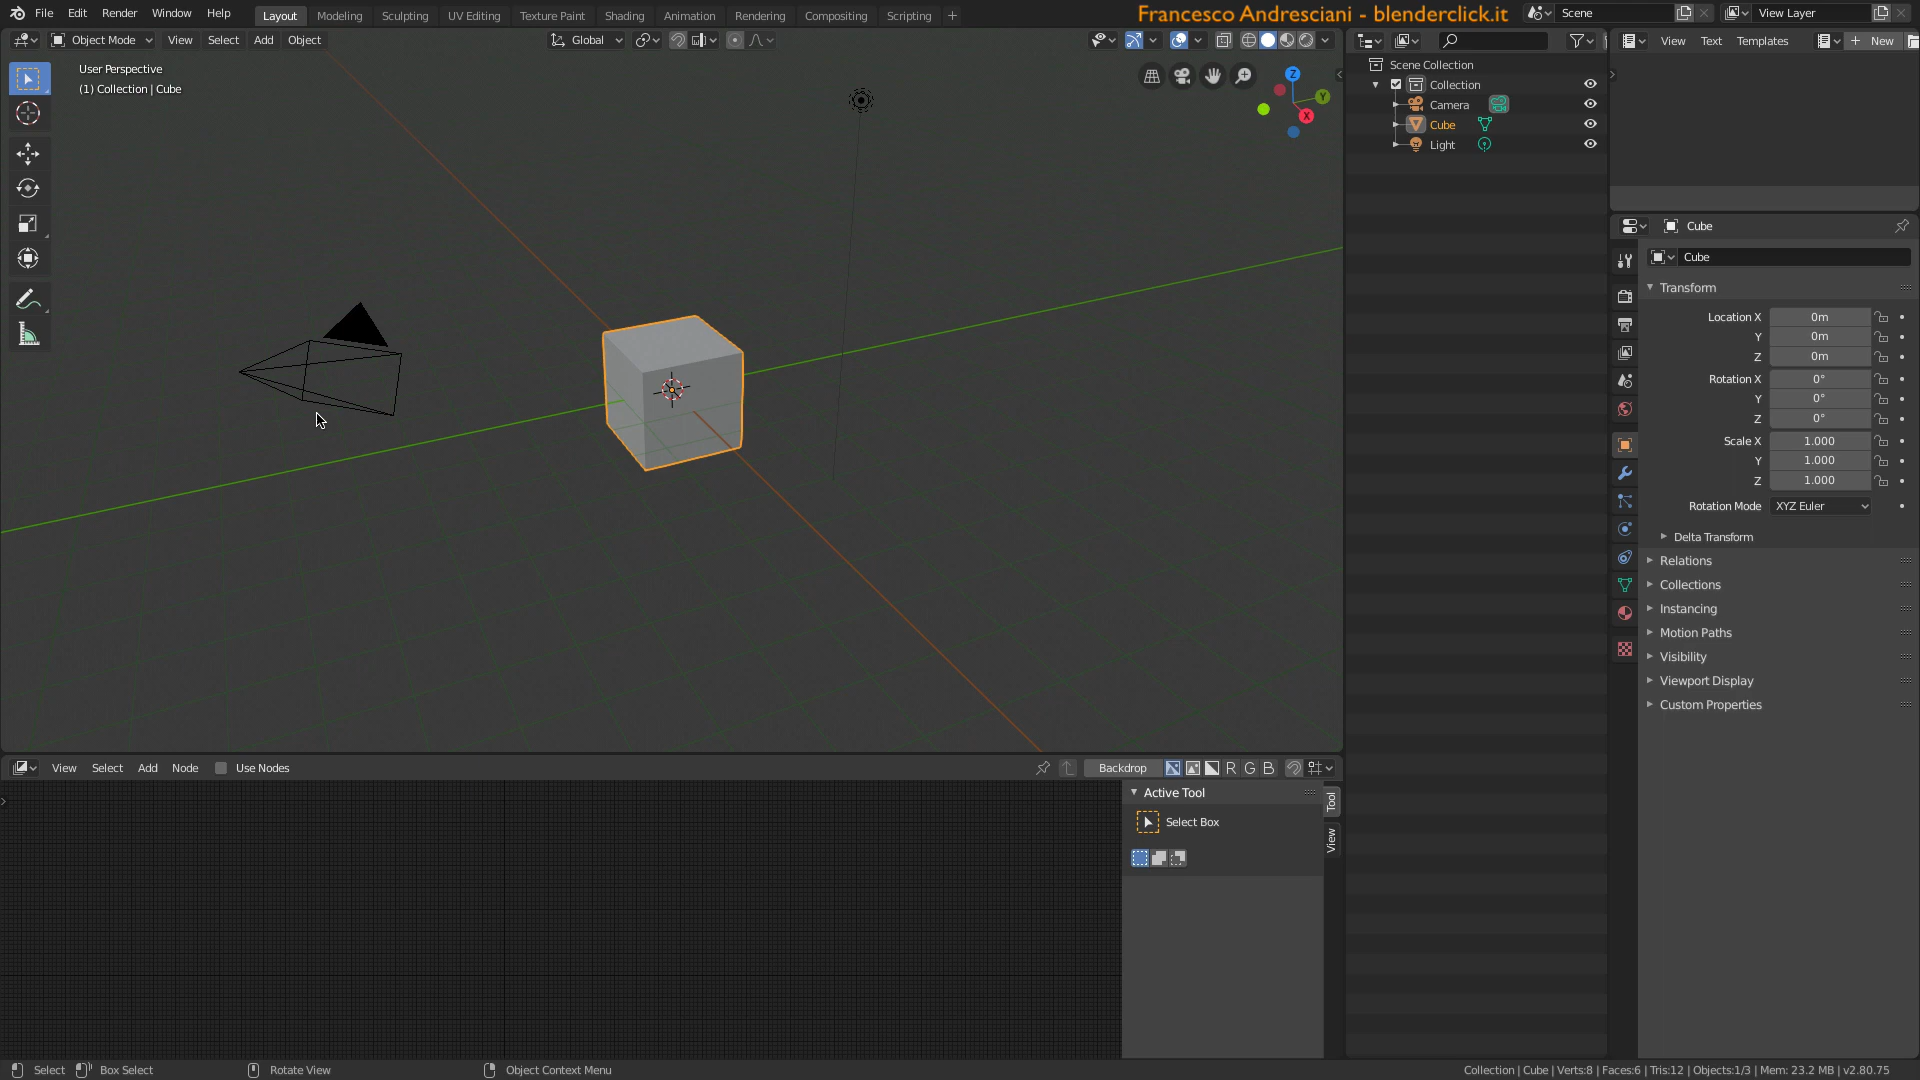 File Edit Render Window Help
Layout Modeling Sculpting UV Editing Texture Paint Shading Animation Rendering Compositing Scripting +
Francesco Andresciani - blenderclick.it
Scene
View Layer
Object Mode View Select Add Object
Global
User Perspective
(1) Collection | Cube
Z
Y
X
Scene Collection
Collection
Camera
Cube
Light
View Text Templates
+ New
Cube
Cube
Transform
Location X 0m
Y 0m
Z 0m
Rotation X 0°
Y 0°
Z 0°
Scale X 1.000
Y 1.000
Z 1.000
Rotation Mode XYZ Euler
Delta Transform
Relations
Collections
Instancing
Motion Paths
Visibility
Viewport Display
Custom Properties
View Select Add Node Use Nodes
Backdrop
R G B
Active Tool
Select Box
Tool
View
Select Box Select Rotate View Object Context Menu
Collection | Cube | Verts:8 | Faces:6 | Tris:12 | Objects:1/3 | Mem: 23.2 MB | v2.80.75